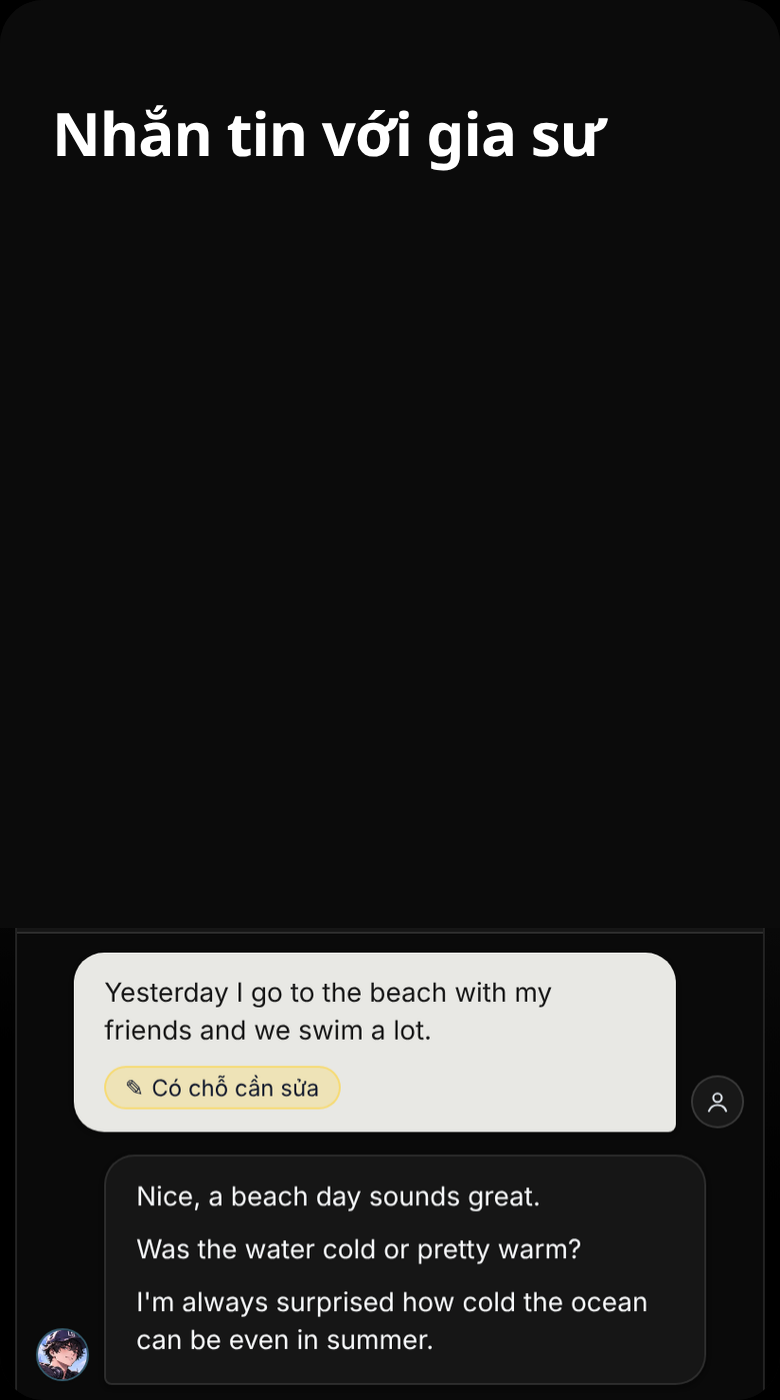 Nhắn tin với gia sư
Yesterday I go to the beach with my
friends and we swim a lot.
✎ Có chỗ cần sửa
Nice, a beach day sounds great.
Was the water cold or pretty warm?
I'm always surprised how cold the ocean
can be even in summer.